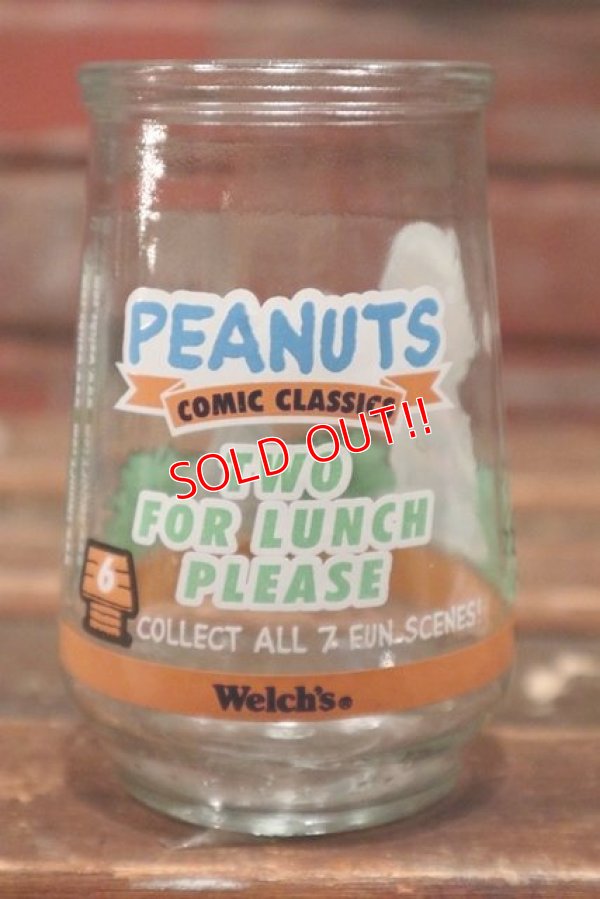 PEANUTS
COMIC CLASSICS
SOLD OUT!!
TWO
FOR LUNCH
PLEASE
6
COLLECT ALL 7 FUN SCENES!
Welch's®